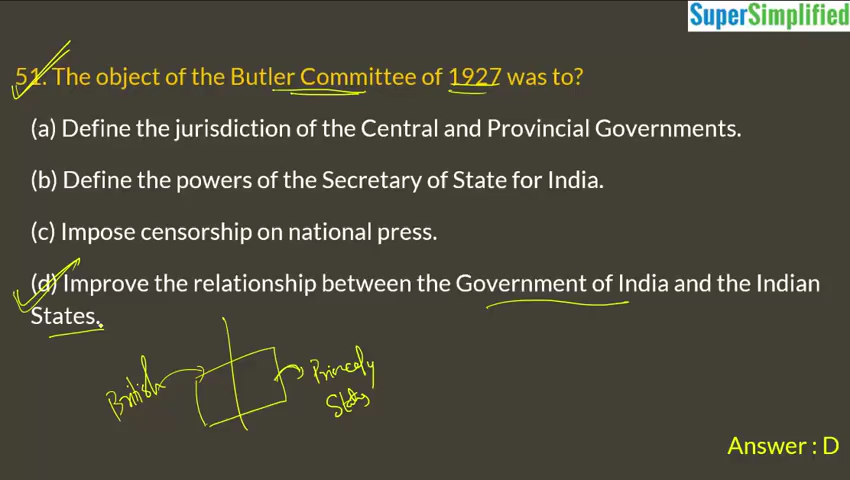 SuperSimplified
51. The object of the Butler Committee of 1927 was to?
(a) Define the jurisdiction of the Central and Provincial Governments.
(b) Define the powers of the Secretary of State for India.
(c) Impose censorship on national press.
(d) Improve the relationship between the Government of India and the Indian
States.
British
Princely
States
Answer : D